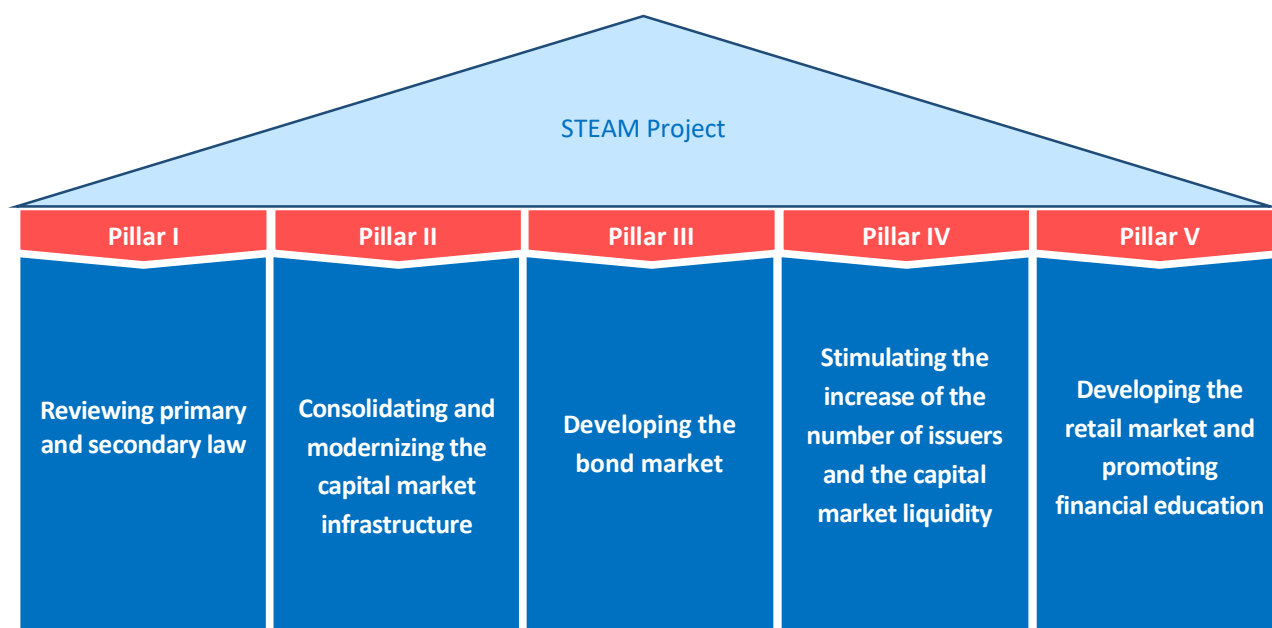 STEAM Project
Pillar I
Pillar II
Pillar III
Pillar IV
Pillar V
Reviewing primary
and secondary law
Consolidating and
modernizing the
capital market
infrastructure
Developing the
bond market
Stimulating the
increase of the
number of issuers
and the capital
market liquidity
Developing the
retail market and
promoting
financial education